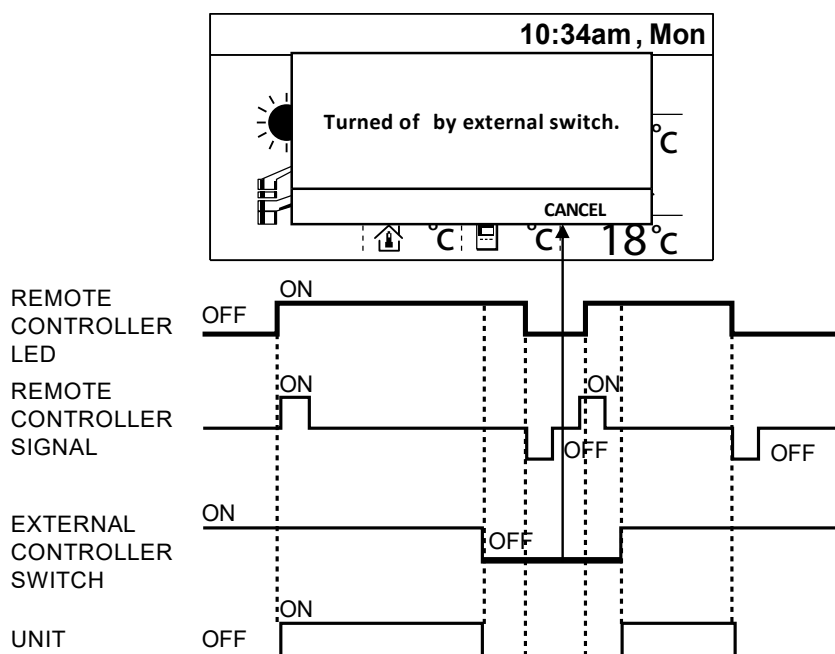 10:34am , Mon
Turned of by external switch.
°C
CANCEL
°C °C 18°C
REMOTE
CONTROLLER
LED
OFF
ON
REMOTE
CONTROLLER
SIGNAL
ON
OFF
ON
OFF
EXTERNAL
CONTROLLER
SWITCH
ON
OFF
UNIT
OFF
ON